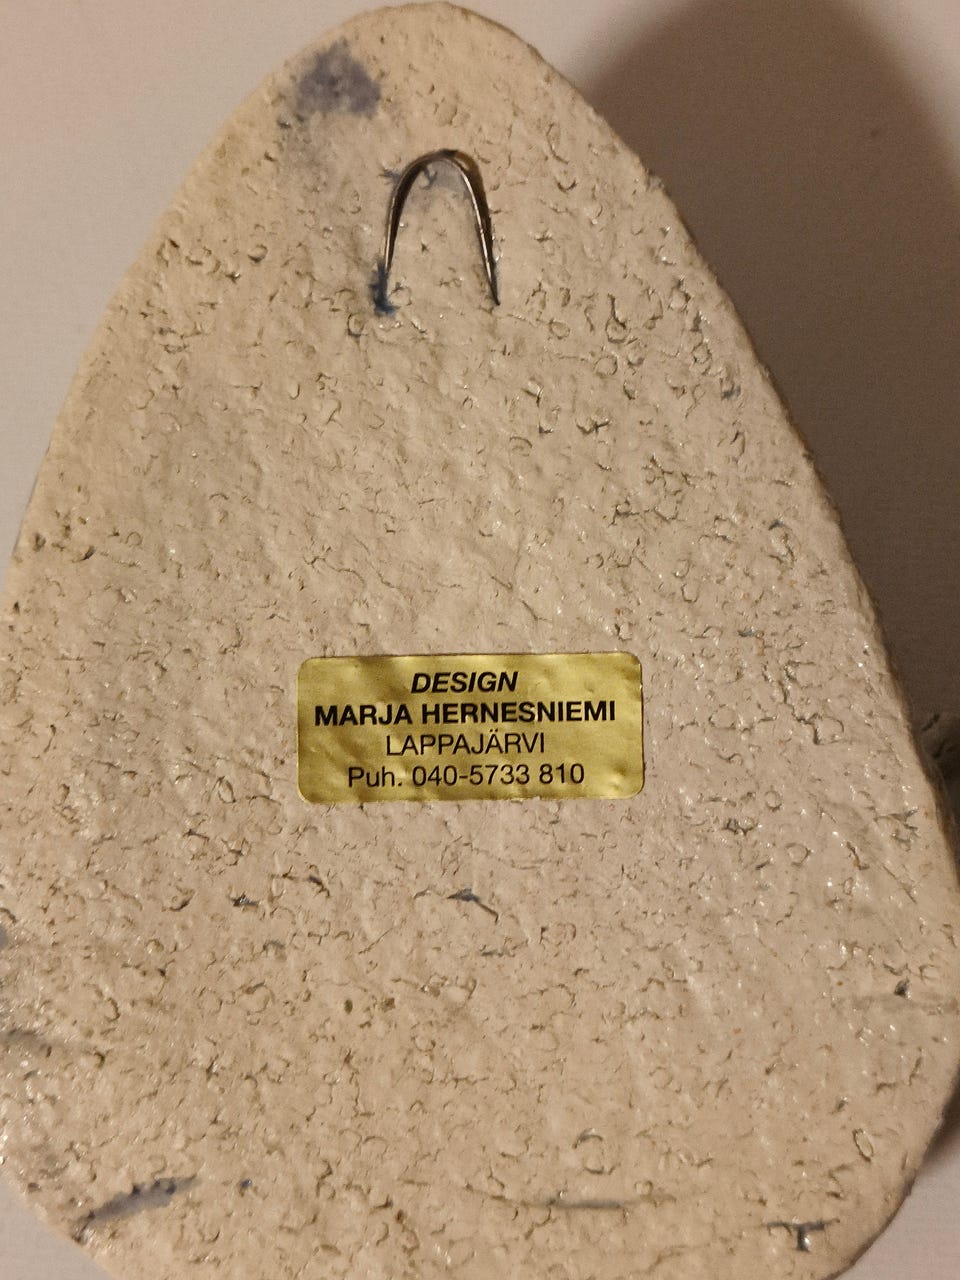 DESIGN
MARJA HERNESNIEMI
LAPPAJÄRVI
Puh. 040-5733 810